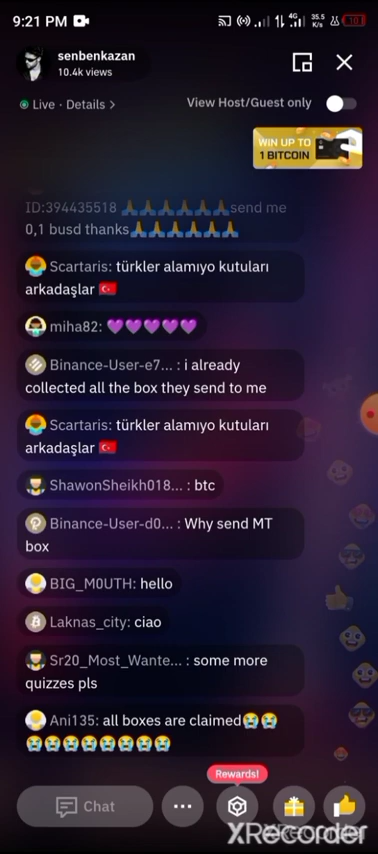 9:21 PM
4G
35.5
K/s
10
senbenkazan
10.4k views
Live · Details >
View Host/Guest only
WIN UP TO
1 BITCOIN
ID:394435518 🙏🙏🙏🙏🙏🙏send me
0,1 busd thanks🙏🙏🙏🙏🙏🙏
Scartaris: türkler alamıyo kutuları
arkadaşlar 🇹🇷
miha82: 💜💜💜💜💜
Binance-User-e7... : i already
collected all the box they send to me
Scartaris: türkler alamıyo kutuları
arkadaşlar 🇹🇷
ShawonSheikh018... : btc
Binance-User-d0... : Why send MT
box
BIG_M0UTH: hello
Laknas_city: ciao
Sr20_Most_Wante... : some more
quizzes pls
Ani135: all boxes are claimed😭😭
😭😭😭😭😭😭😭😭
Rewards!
Chat
XRecorder